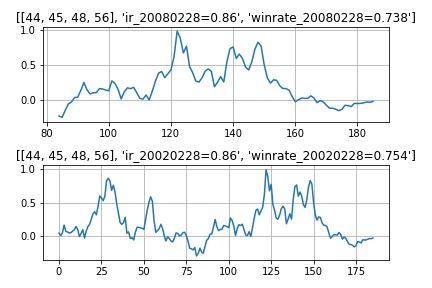 [[44, 45, 48, 56], 'ir_20080228=0.86', 'winrate_20080228=0.738']
1.0
0.5
0.0
80 100 120 140 160 180
[[44, 45, 48, 56], 'ir_20020228=0.86', 'winrate_20020228=0.754']
1.0
0.5
0.0
0 25 50 75 100 125 150 175